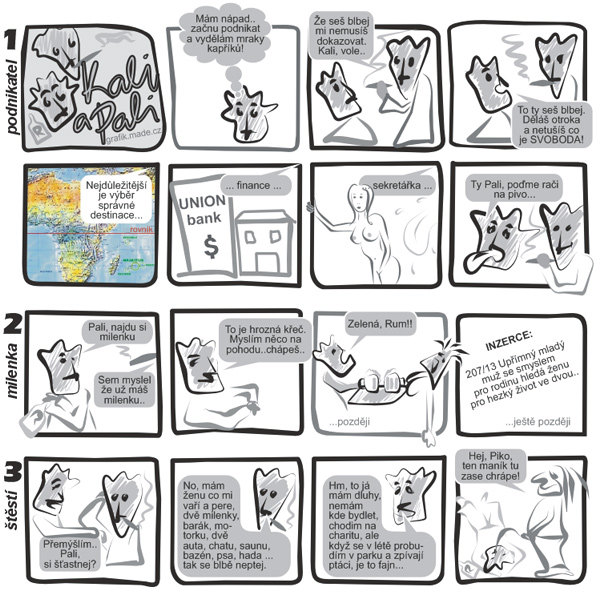 1
podnikatel
Kali
a Pali
grafik.made.cz
R
Mám nápad..
začnu podnikat
a vydělám mraky
kapříků!
Že seš blbej
mi nemusíš
dokazovat.
Kali, vole..
To ty seš blbej.
Děláš otroka
a netušíš co
je SVOBODA!
Nejdůležitější
je výběr
správné
destinace...
rovník
... finance ...
UNION
bank
$
sekretářka ...
Ty Pali, poďme rači
na pivo...
2
milenka
Pali, najdu si
milenku
Sem myslel
že už máš
milenku..
To je hrozná křeč.
Myslím něco na
pohodu..chápeš..
Zelená, Rum!!
...později
INZERCE:
207/13 Upřímný mladý
muž se smyslem
pro rodinu hledá ženu
pro hezký život ve dvou..
...ještě později
3
štěstí
Přemýšlím..
Pali,
si šťastnej?
No, mám
ženu co mi
vaří a pere,
dvě milenky,
barák, mo-
torku, dvě
auta, chatu, saunu,
bazén, psa, hada ...
tak se blbě neptej.
Hm, to já
mám dluhy,
nemám
kde bydlet,
chodim na
charitu, ale
když se v létě probu-
dím v parku a zpívají
ptáci, je to fajn...
Hej, Piko,
ten maník tu
zase chrápe!